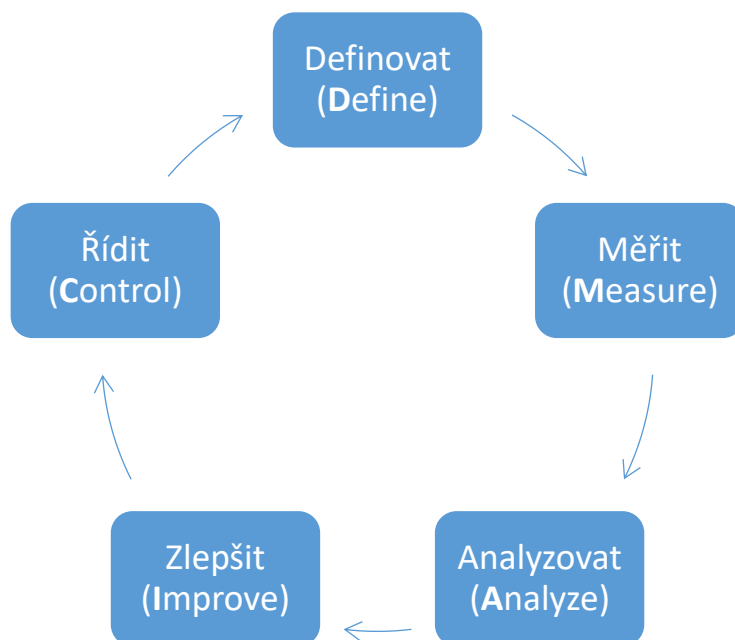 Definovat
(Define)
Měřit
(Measure)
Analyzovat
(Analyze)
Zlepšit
(Improve)
Řídit
(Control)